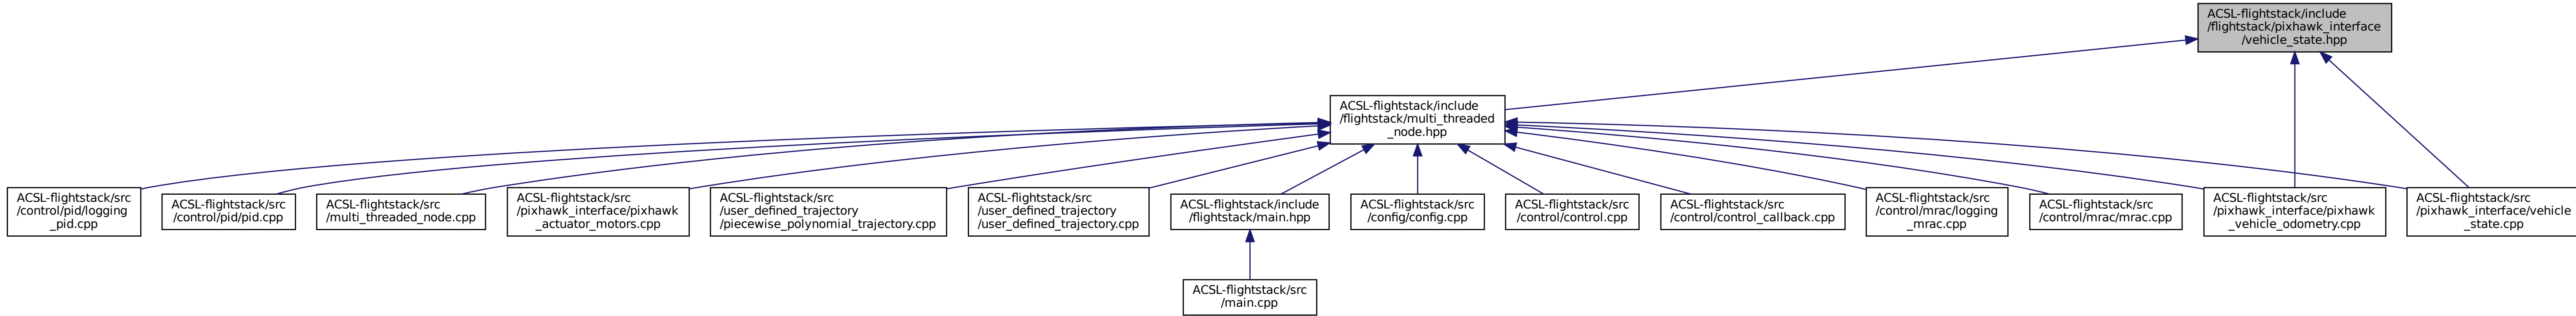 ACSL-flightstack/include
/flightstack/pixhawk_interface
/vehicle_state.hpp
ACSL-flightstack/include
/flightstack/multi_threaded
_node.hpp
ACSL-flightstack/src
/control/pid/logging
_pid.cpp
ACSL-flightstack/src
/control/pid/pid.cpp
ACSL-flightstack/src
/multi_threaded_node.cpp
ACSL-flightstack/src
/pixhawk_interface/pixhawk
_actuator_motors.cpp
ACSL-flightstack/src
/user_defined_trajectory
/piecewise_polynomial_trajectory.cpp
ACSL-flightstack/src
/user_defined_trajectory
/user_defined_trajectory.cpp
ACSL-flightstack/include
/flightstack/main.hpp
ACSL-flightstack/src
/config/config.cpp
ACSL-flightstack/src
/control/control.cpp
ACSL-flightstack/src
/control/control_callback.cpp
ACSL-flightstack/src
/control/mrac/logging
_mrac.cpp
ACSL-flightstack/src
/control/mrac/mrac.cpp
ACSL-flightstack/src
/pixhawk_interface/pixhawk
_vehicle_odometry.cpp
ACSL-flightstack/src
/pixhawk_interface/vehicle
_state.cpp
ACSL-flightstack/src
/main.cpp